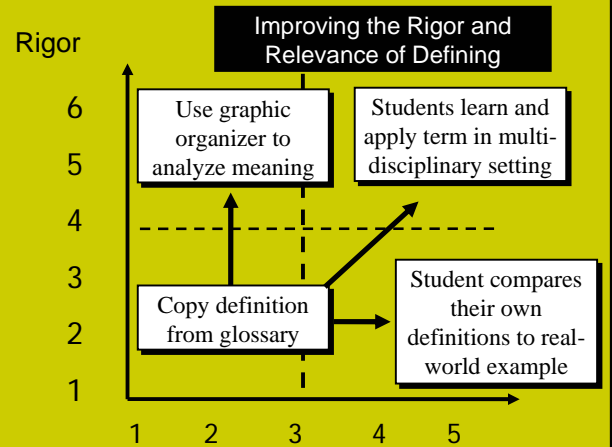 Improving the Rigor and
Relevance of Defining
Rigor
6
5
4
3
2
1
Use graphic
organizer to
analyze meaning
Students learn and
apply term in multi-
disciplinary setting
Copy definition
from glossary
Student compares
their own
definitions to real-
world example
1 2 3 4 5